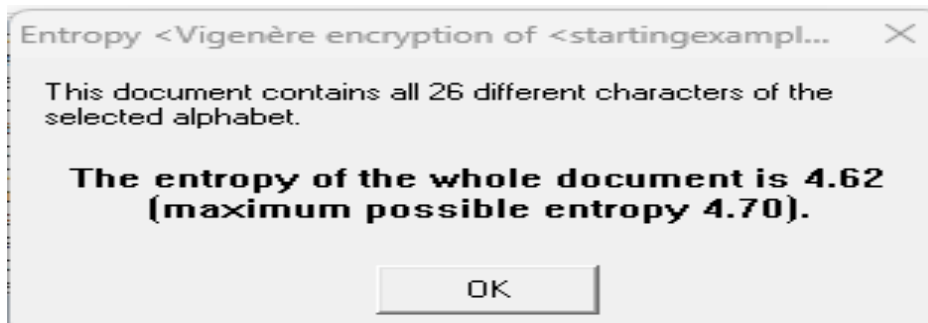 Entropy <Vigenère encryption of <startingexampl...
This document contains all 26 different characters of the
selected alphabet.
The entropy of the whole document is 4.62
(maximum possible entropy 4.70).
OK